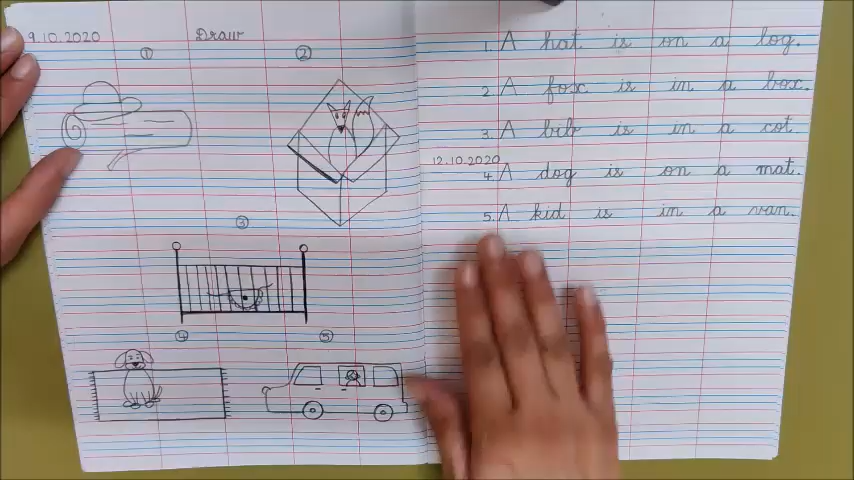 9.10.2020 Draw
①
②
③
④
⑤
1. A hat is on a log.
2. A fox is in a box.
3. A bib is in a cot.
12.10.2020
4. A dog is on a mat.
5. A kid is in a van.